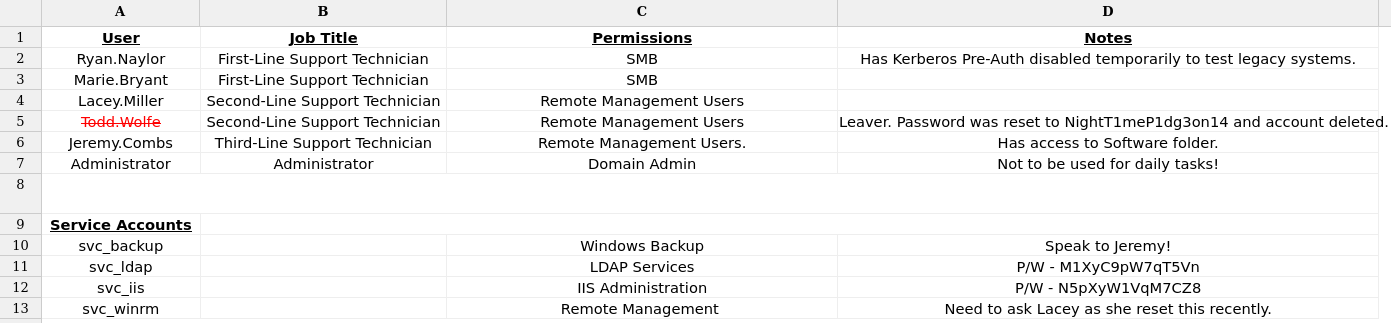 A B C D
1 User Job Title Permissions Notes
2 Ryan.Naylor First-Line Support Technician SMB Has Kerberos Pre-Auth disabled temporarily to test legacy systems.
3 Marie.Bryant First-Line Support Technician SMB
4 Lacey.Miller Second-Line Support Technician Remote Management Users
5 Todd.Wolfe Second-Line Support Technician Remote Management Users Leaver. Password was reset to NightT1meP1dg3on14 and account deleted.
6 Jeremy.Combs Third-Line Support Technician Remote Management Users. Has access to Software folder.
7 Administrator Administrator Domain Admin Not to be used for daily tasks!
8
9 Service Accounts
10 svc_backup Windows Backup Speak to Jeremy!
11 svc_ldap LDAP Services P/W - M1XyC9pW7qT5Vn
12 svc_iis IIS Administration P/W - N5pXyW1VqM7CZ8
13 svc_winrm Remote Management Need to ask Lacey as she reset this recently.